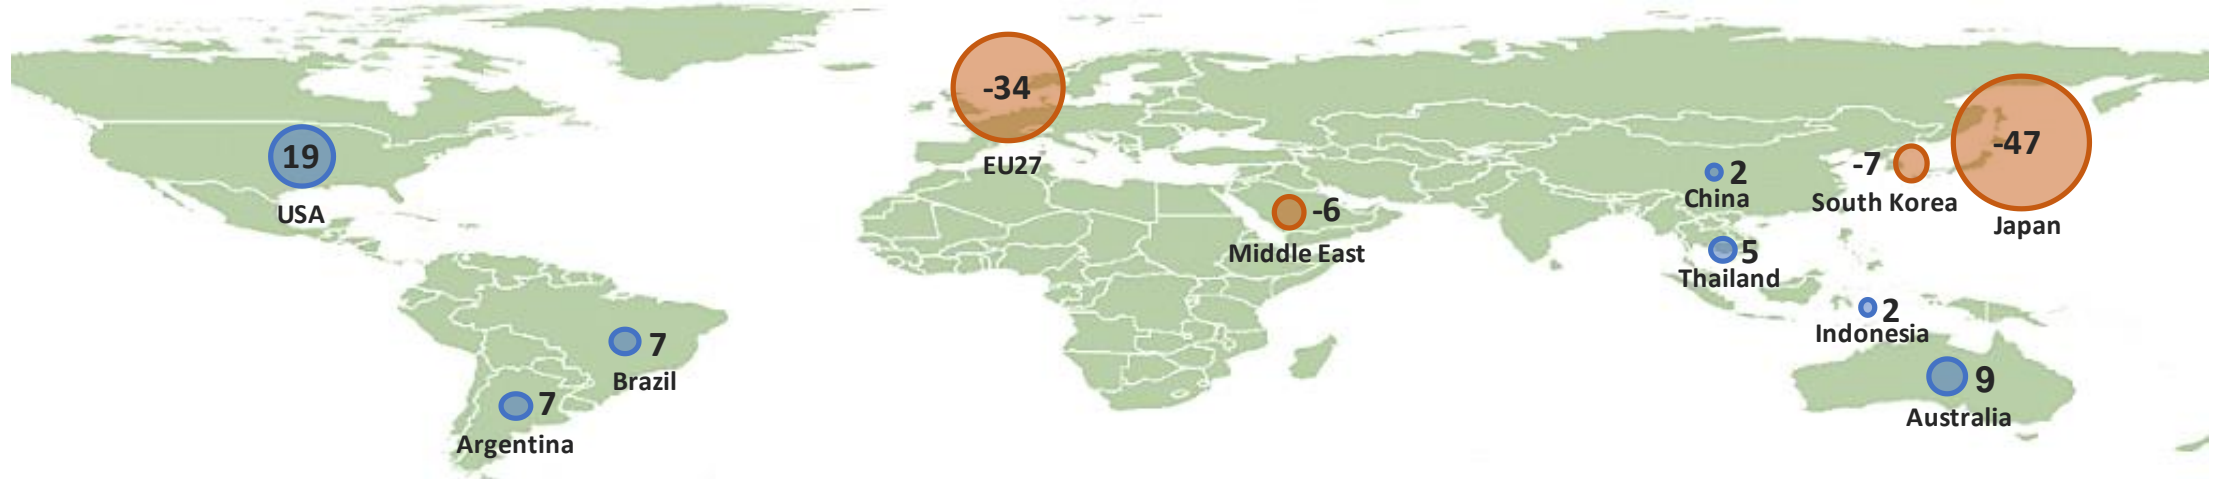 19
USA
7
Brazil
7
Argentina
-34
EU27
-6
Middle East
2
China
-7
South Korea
-47
Japan
5
Thailand
2
Indonesia
9
Australia